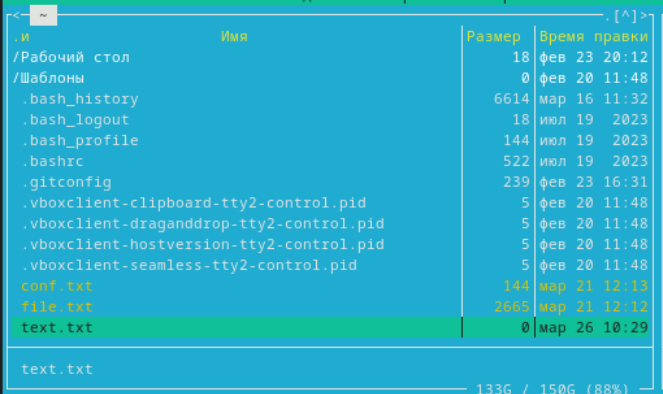 <- ~ .[^]>
.и Имя Размер Время правки
/Рабочий стол 18 фев 23 20:12
/Шаблоны 0 фев 20 11:48
.bash_history 6614 мар 16 11:32
.bash_logout 18 июл 19 2023
.bash_profile 144 июл 19 2023
.bashrc 522 июл 19 2023
.gitconfig 239 фев 23 16:31
.vboxclient-clipboard-tty2-control.pid 5 фев 20 11:48
.vboxclient-draganddrop-tty2-control.pid 5 фев 20 11:48
.vboxclient-hostversion-tty2-control.pid 5 фев 20 11:48
.vboxclient-seamless-tty2-control.pid 5 фев 20 11:48
conf.txt 144 мар 21 12:13
file.txt 2665 мар 21 12:12
text.txt 0 мар 26 10:29
text.txt
133G / 150G (88%)